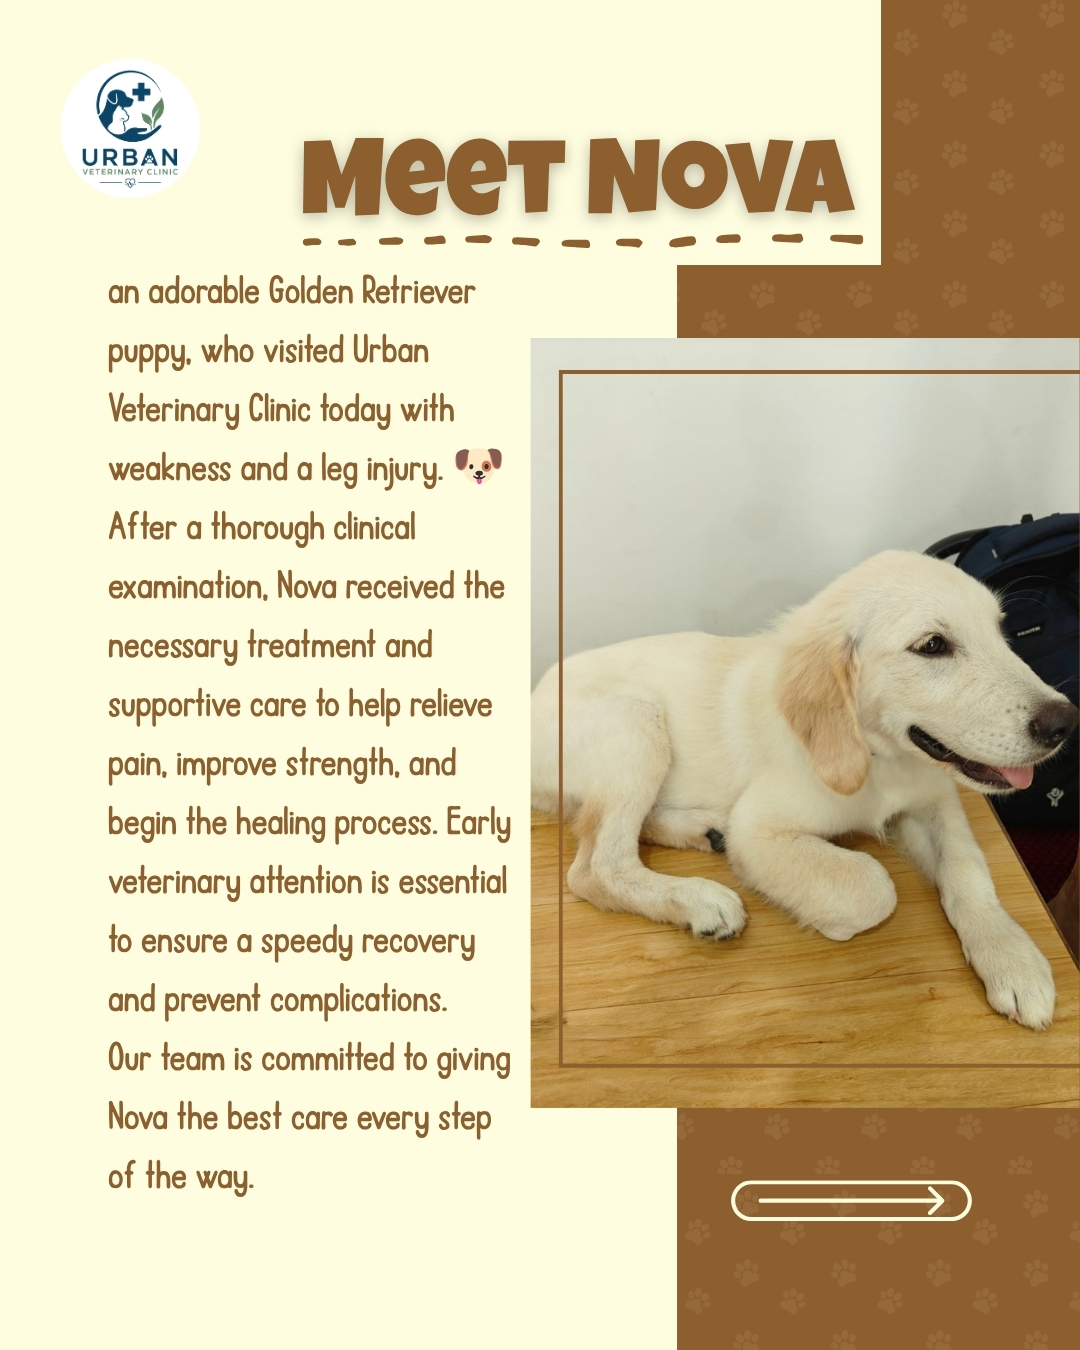 URBAN
VETERINARY CLINIC
MeeT NOVA
an adorable Golden Retriever
puppy, who visited Urban
Veterinary Clinic today with
weakness and a leg injury. 🐶
After a thorough clinical
examination, Nova received the
necessary treatment and
supportive care to help relieve
pain, improve strength, and
begin the healing process. Early
veterinary attention is essential
to ensure a speedy recovery
and prevent complications.
Our team is committed to giving
Nova the best care every step
of the way.